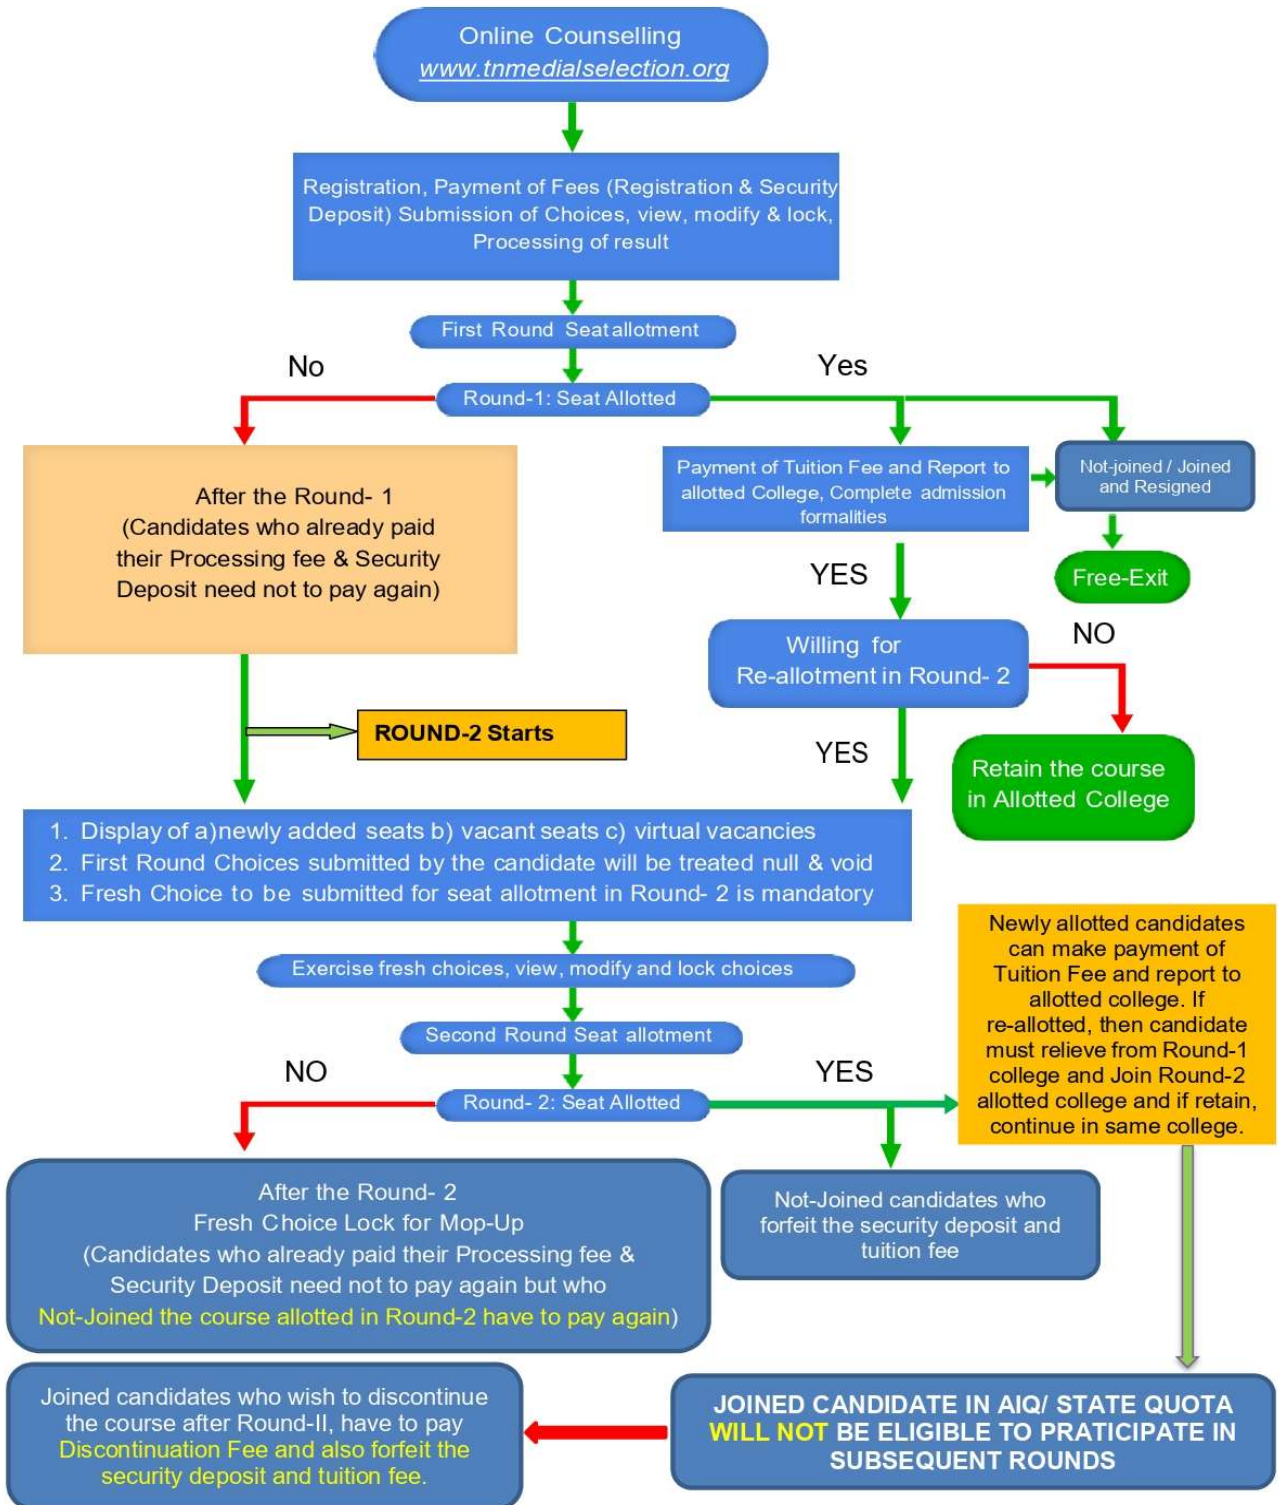 Online Counselling
www.tnmedialselection.org
Registration, Payment of Fees (Registration & Security
Deposit) Submission of Choices, view, modify & lock,
Processing of result
First Round Seat allotment
No
Yes
Round-1: Seat Allotted
After the Round- 1
(Candidates who already paid
their Processing fee & Security
Deposit need not to pay again)
Payment of Tuition Fee and Report to
allotted College, Complete admission
formalities
Not-joined / Joined
and Resigned
YES
Free-Exit
Willing for
Re-allotment in Round- 2
NO
ROUND-2 Starts
YES
Retain the course
in Allotted College
1. Display of a)newly added seats b) vacant seats c) virtual vacancies
2. First Round Choices submitted by the candidate will be treated null & void
3. Fresh Choice to be submitted for seat allotment in Round- 2 is mandatory
Exercise fresh choices, view, modify and lock choices
Second Round Seat allotment
NO
YES
Round- 2: Seat Allotted
Newly allotted candidates
can make payment of
Tuition Fee and report to
allotted college. If
re-allotted, then candidate
must relieve from Round-1
college and Join Round-2
allotted college and if retain,
continue in same college.
After the Round- 2
Fresh Choice Lock for Mop-Up
(Candidates who already paid their Processing fee &
Security Deposit need not to pay again but who
Not-Joined the course allotted in Round-2 have to pay again)
Not-Joined candidates who
forfeit the security deposit and
tuition fee
Joined candidates who wish to discontinue
the course after Round-II, have to pay
Discontinuation Fee and also forfeit the
security deposit and tuition fee.
JOINED CANDIDATE IN AIQ/ STATE QUOTA
WILL NOT BE ELIGIBLE TO PRATICIPATE IN
SUBSEQUENT ROUNDS